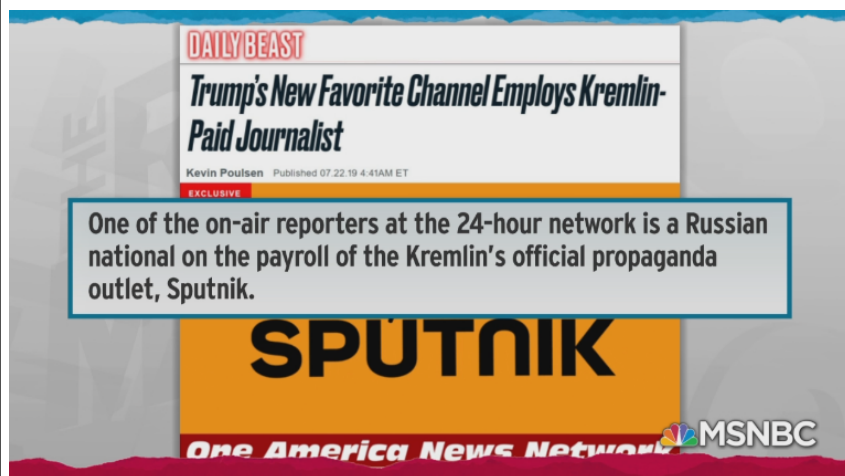 DAILY BEAST
Trump's New Favorite Channel Employs Kremlin-
Paid Journalist
Kevin Poulsen Published 07.22.19 4:41AM ET
EXCLUSIVE
One of the on-air reporters at the 24-hour network is a Russian
national on the payroll of the Kremlin's official propaganda
outlet, Sputnik.
SPUTNIK
One America News Network
MSNBC